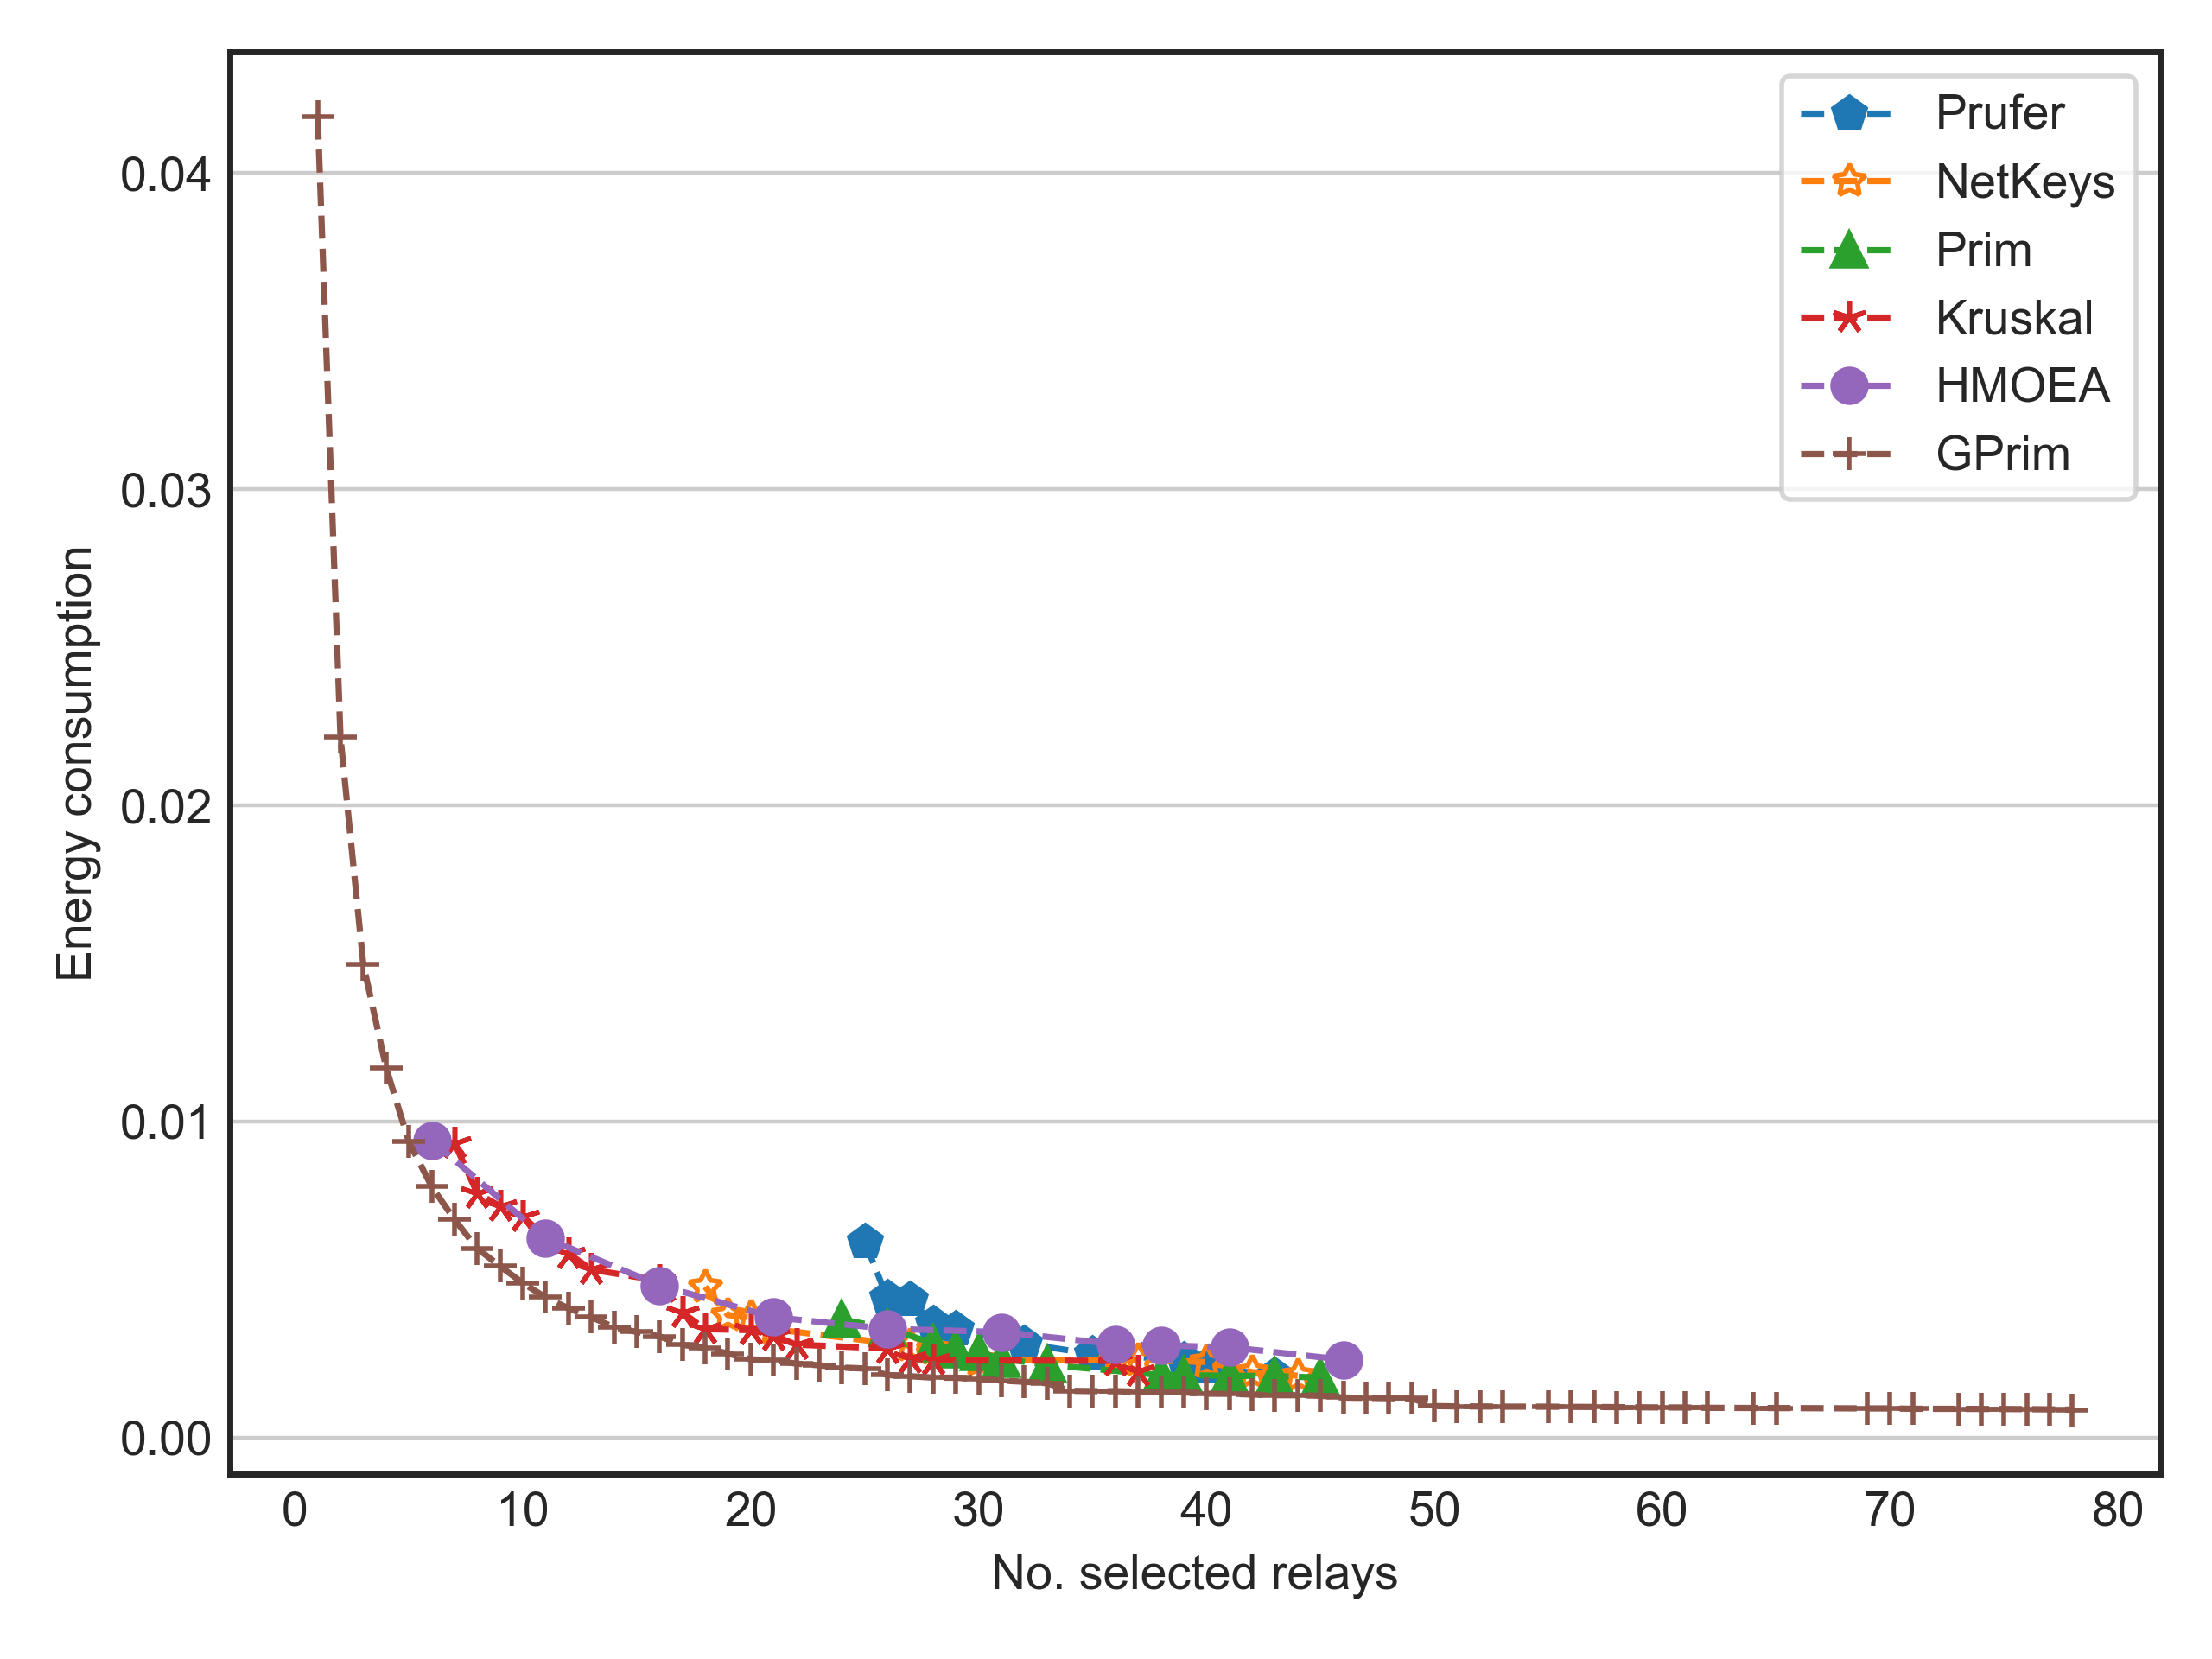 Prufer
NetKeys
Prim
Kruskal
HMOEA
GPrim
0.04
0.03
0.02
0.01
0.00
Energy consumption
0 10 20 30 40 50 60 70 80
No. selected relays